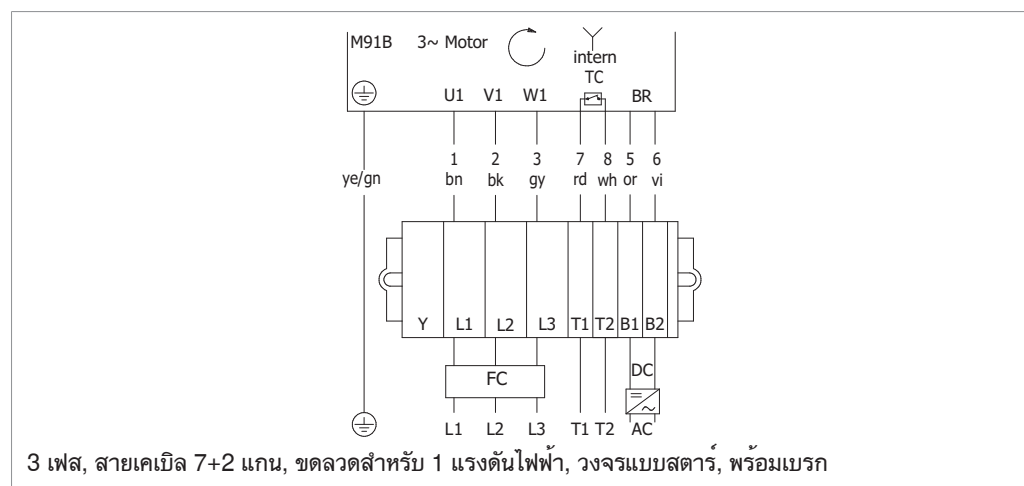 M91B 3~ Motor
intern
TC
U1 V1 W1 BR
1 2 3 7 8 5 6
ye/gn bn bk gy rd wh or vi
Y L1 L2 L3 T1 T2 B1 B2
FC DC
L1 L2 L3 T1 T2 AC
3 เฟส, สายเคเบิล 7+2 แกน, ขดลวดสำหรับ 1 แรงดันไฟฟ้า, วงจรแบบสตาร์, พร้อมเบรก